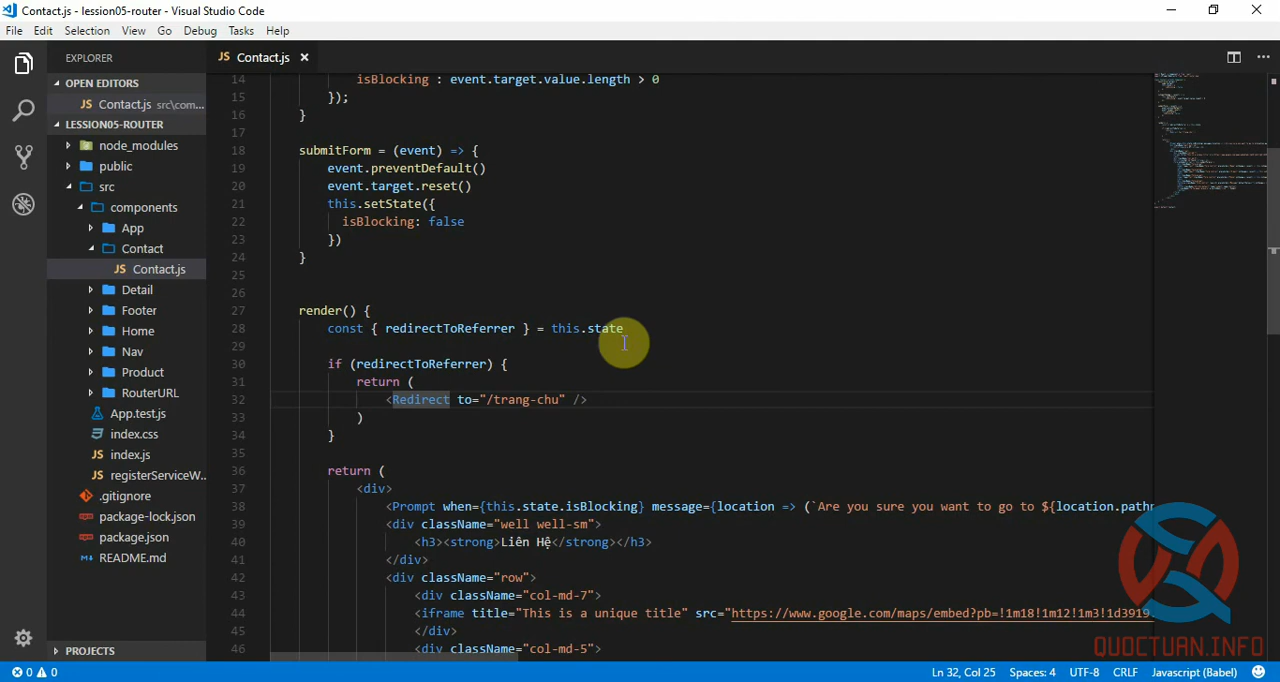 Contact.js - lession05-router - Visual Studio Code
File Edit Selection View Go Debug Tasks Help
EXPLORER
OPEN EDITORS
JS Contact.js src\com...
LESSION05-ROUTER
node_modules
public
src
components
App
Contact
JS Contact.js
Detail
Footer
Home
Nav
Product
RouterURL
App.test.js
index.css
JS index.js
JS registerServiceW...
.gitignore
package-lock.json
package.json
README.md
PROJECTS
JS Contact.js
14 isBlocking : event.target.value.length > 0
15 });
16 }
17
18 submitForm = (event) => {
19 event.preventDefault()
20 event.target.reset()
21 this.setState({
22 isBlocking: false
23 })
24 }
25
26
27 render() {
28 const { redirectToReferrer } = this.state
29
30 if (redirectToReferrer) {
31 return (
32 <Redirect to="/trang-chu" />
33 )
34 }
35
36 return (
37 <div>
38 <Prompt when={this.state.isBlocking} message={location => (`Are you sure you want to go to ${location.pathn
39 <div className="well well-sm">
40 <h3><strong>Liên Hệ</strong></h3>
41 </div>
42 <div className="row">
43 <div className="col-md-7">
44 <iframe title="This is a unique title" src="https://www.google.com/maps/embed?pb=!1m18!1m12!1m3!1d3919.
45 </div>
46 <div className="col-md-5">
QUOCTUAN.INFO
0 0
Ln 32, Col 25 Spaces: 4 UTF-8 CRLF Javascript (Babel)